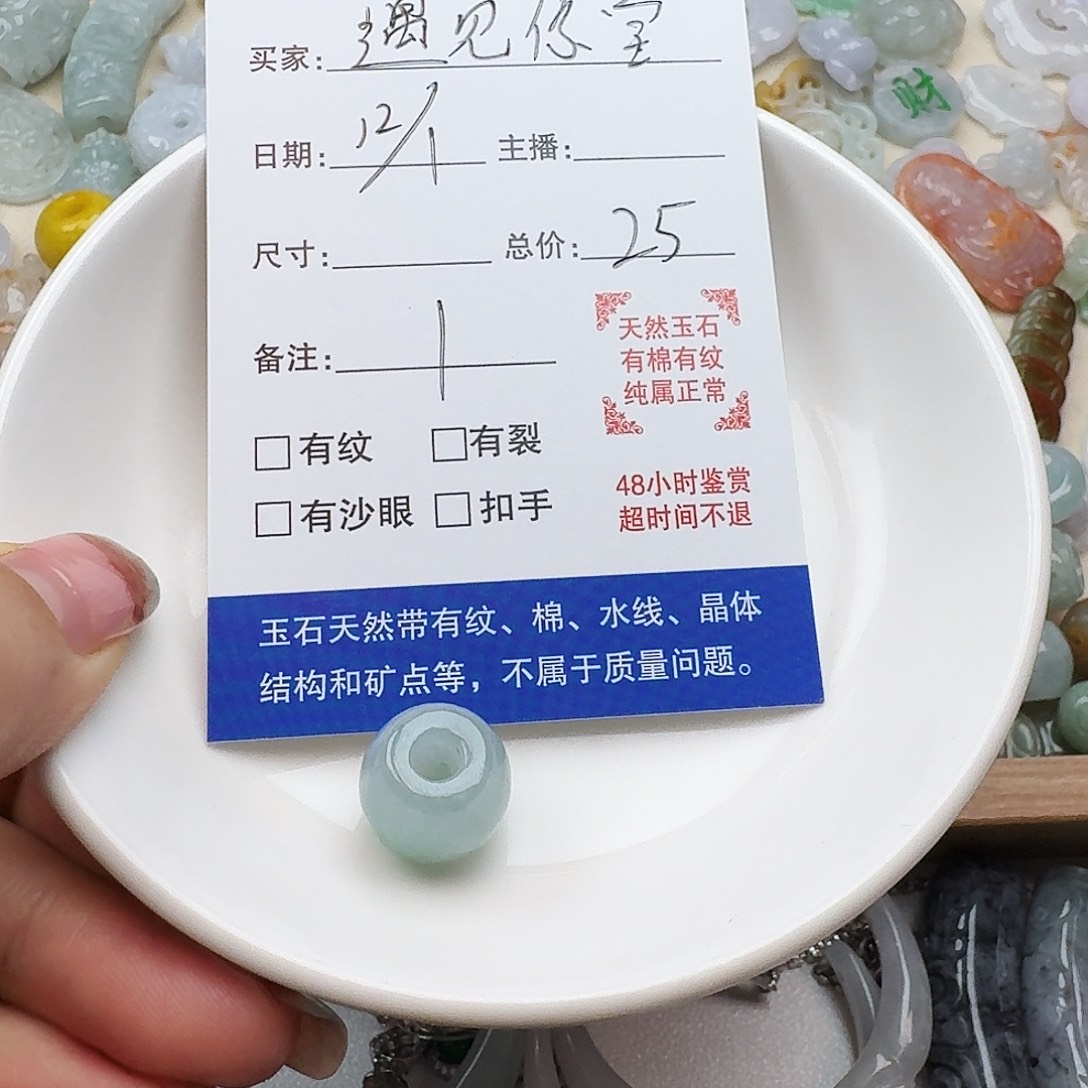 买家: 遇见你宝
日期: 12/1 主播:
尺寸: 总价: 25
备注: 1
天然玉石
有棉有纹
纯属正常
□有纹 □有裂
□有沙眼 □扣手
48小时鉴赏
超时间不退
玉石天然带有纹、棉、水线、晶体
结构和矿点等，不属于质量问题。
财